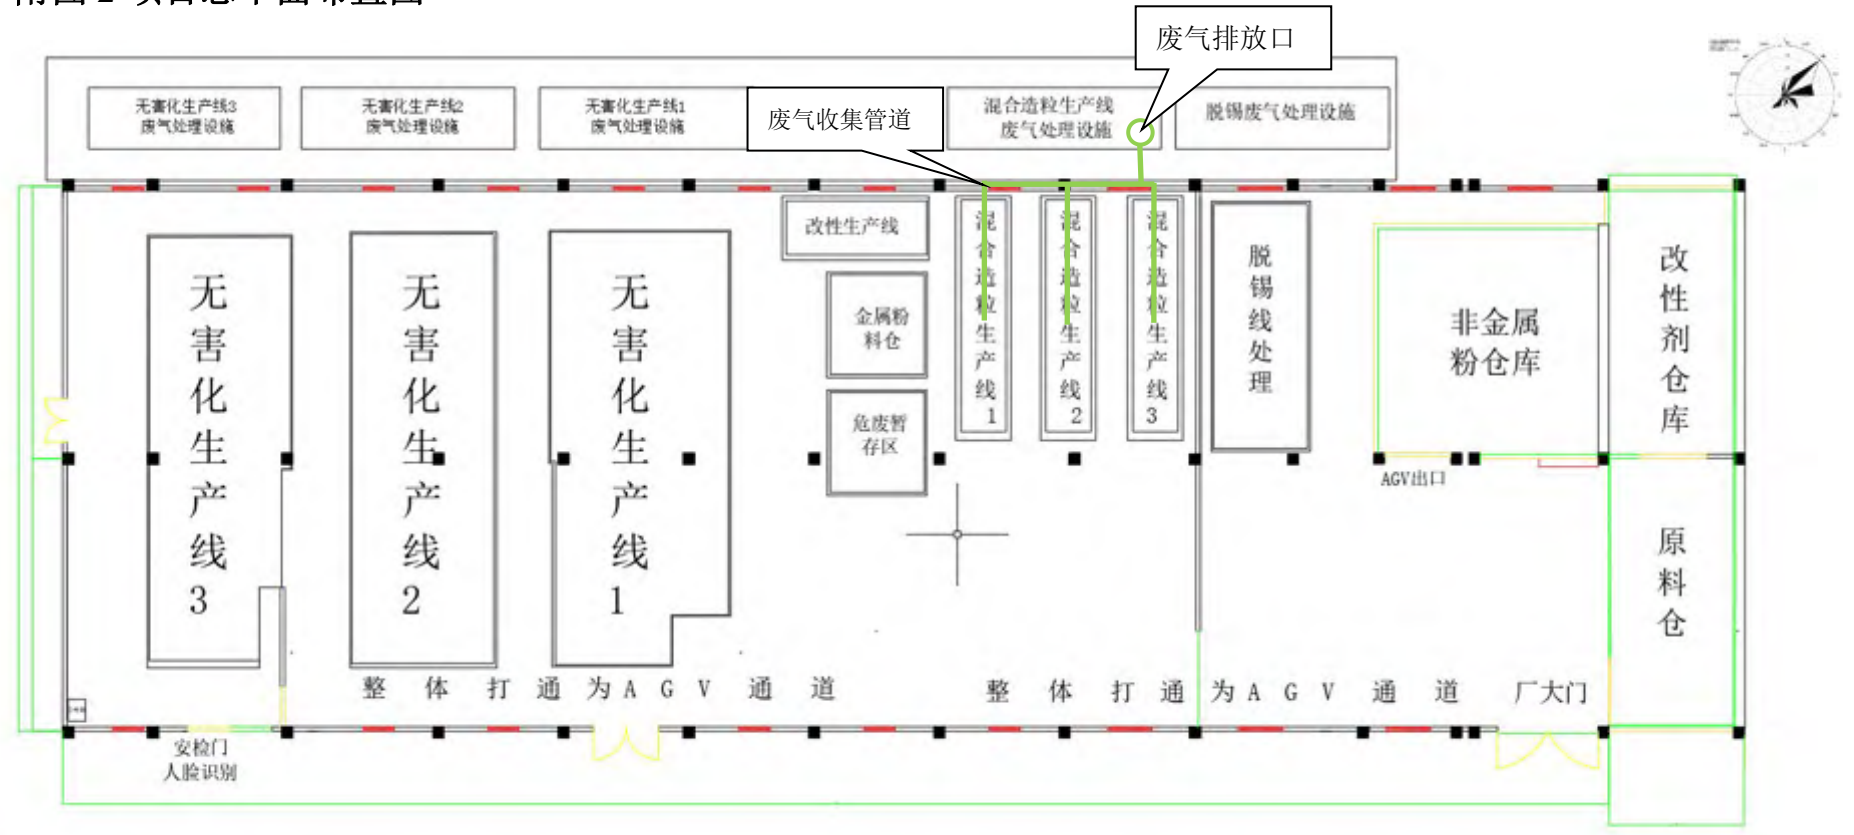 废气排放口
无害化生产线3
废气处理设施
无害化生产线2
废气处理设施
无害化生产线1
废气处理设施
废气收集管道
混合造粒生产线
废气处理设施
脱锡废气处理设施
无害化生产线3
无害化生产线2
无害化生产线1
改性生产线
金属粉
料仓
危废暂
存区
混合造粒生产线1
混合造粒生产线2
混合造粒生产线3
脱锡线处理
非金属
粉仓库
AGV出口
改性剂仓库
原料仓
整体打通为AGV通道
整体打通为AGV通道
厂大门
安检门
人脸识别